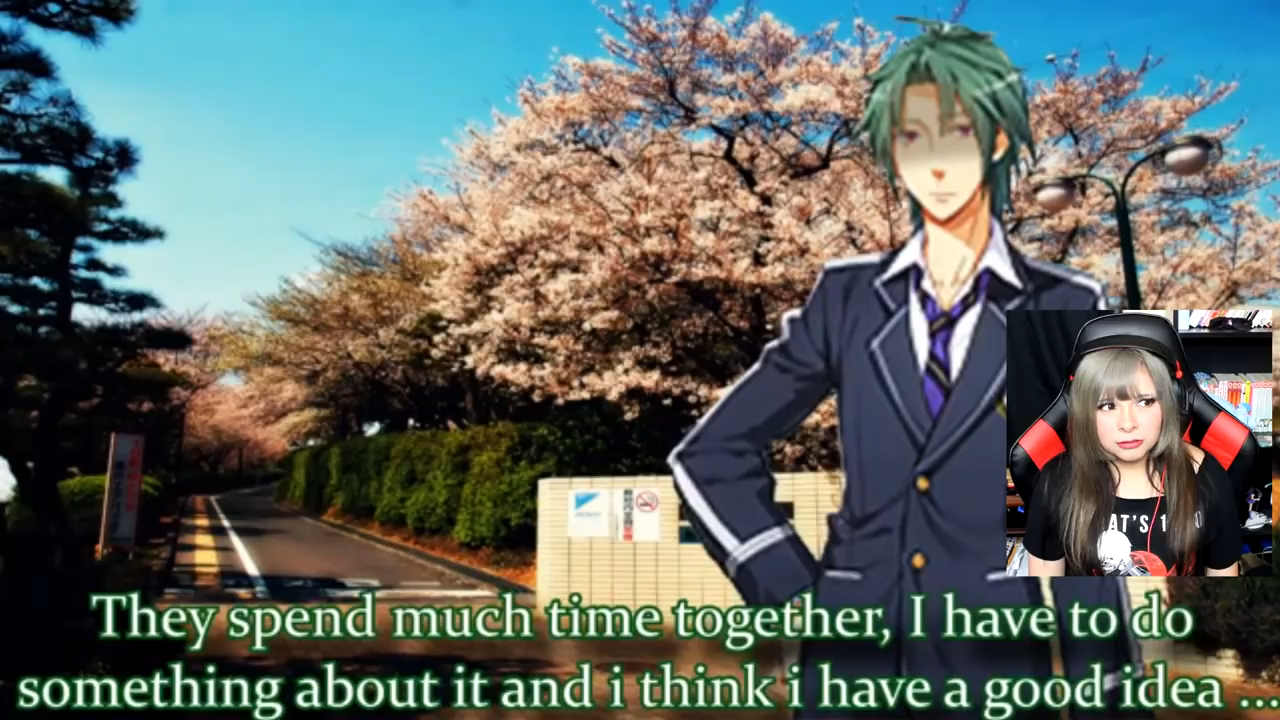 They spend much time together, I have to do
something about it and i think i have a good idea ...